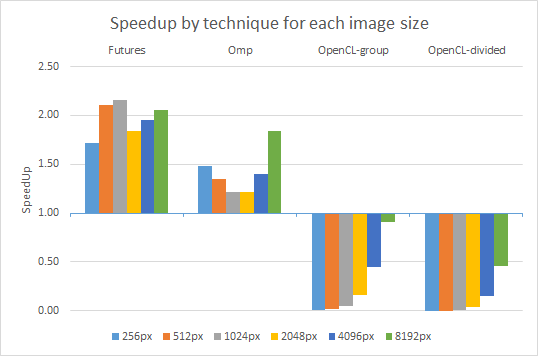 Speedup by technique for each image size
Futures Omp OpenCL-group OpenCL-divided
2.50
2.00
1.50
1.00
0.50
0.00
SpeedUp
256px 512px 1024px 2048px 4096px 8192px